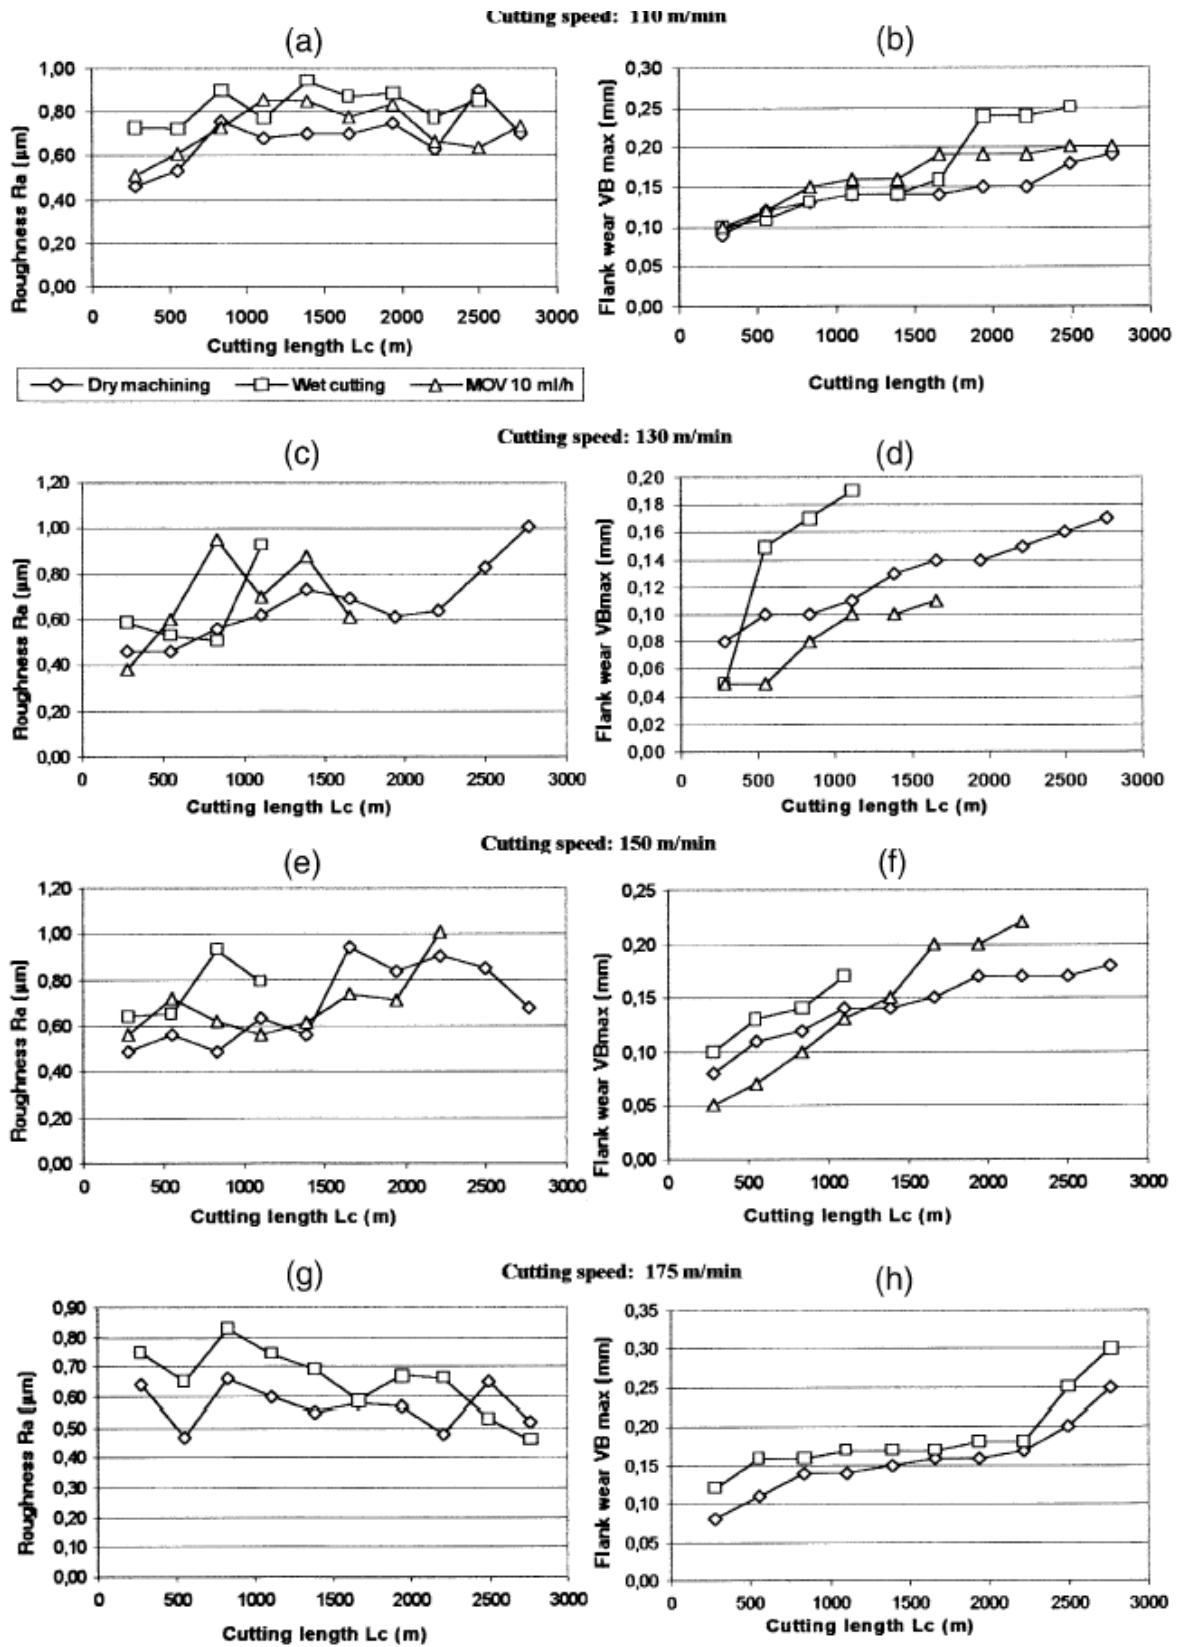 Cutting speed: 110 m/min
(a)
Roughness Ra (µm)
1,00
0,80
0,60
0,40
0,20
0,00
0 500 1000 1500 2000 2500 3000
Cutting length Lc (m)
(b)
Flank wear VB max (mm)
0,30
0,25
0,20
0,15
0,10
0,05
0,00
0 500 1000 1500 2000 2500 3000
Cutting length (m)
Dry machining Wet cutting MOV 10 ml/h
Cutting speed: 130 m/min
(c)
Roughness Ra (µm)
1,20
1,00
0,80
0,60
0,40
0,20
0,00
0 500 1000 1500 2000 2500 3000
Cutting length Lc (m)
(d)
Flank wear VBmax (mm)
0,20
0,18
0,16
0,14
0,12
0,10
0,08
0,06
0,04
0,02
0,00
0 500 1000 1500 2000 2500 3000
Cutting length Lc (m)
Cutting speed: 150 m/min
(e)
Roughness Ra (µm)
1,20
1,00
0,80
0,60
0,40
0,20
0,00
0 500 1000 1500 2000 2500 3000
Cutting length Lc (m)
(f)
Flank wear VBmax (mm)
0,25
0,20
0,15
0,10
0,05
0,00
0 500 1000 1500 2000 2500 3000
Cutting length Lc (m)
Cutting speed: 175 m/min
(g)
Roughness Ra (µm)
0,90
0,80
0,70
0,60
0,50
0,40
0,30
0,20
0,10
0,00
0 500 1000 1500 2000 2500 3000
Cutting length Lc (m)
(h)
Flank wear VB max (mm)
0,35
0,30
0,25
0,20
0,15
0,10
0,05
0,00
0 500 1000 1500 2000 2500 3000
Cutting length Lc (m)